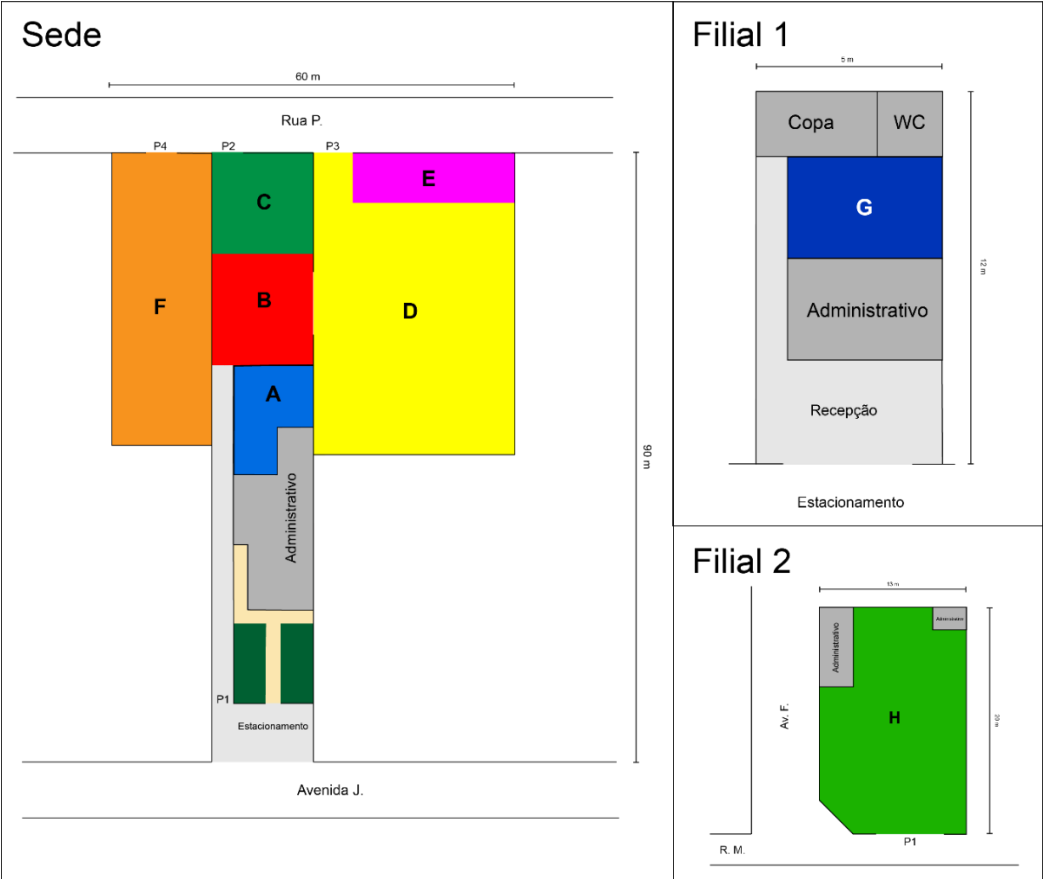 Sede
60 m
Rua P.
P4
P2
P3
C
E
F
B
D
A
Administrativo
90 m
P1
Estacionamento
Avenida J.
Filial 1
5 m
Copa
WC
G
12 m
Administrativo
Recepção
Estacionamento
Filial 2
Administrativo
H
Av. F.
P1
R. M.